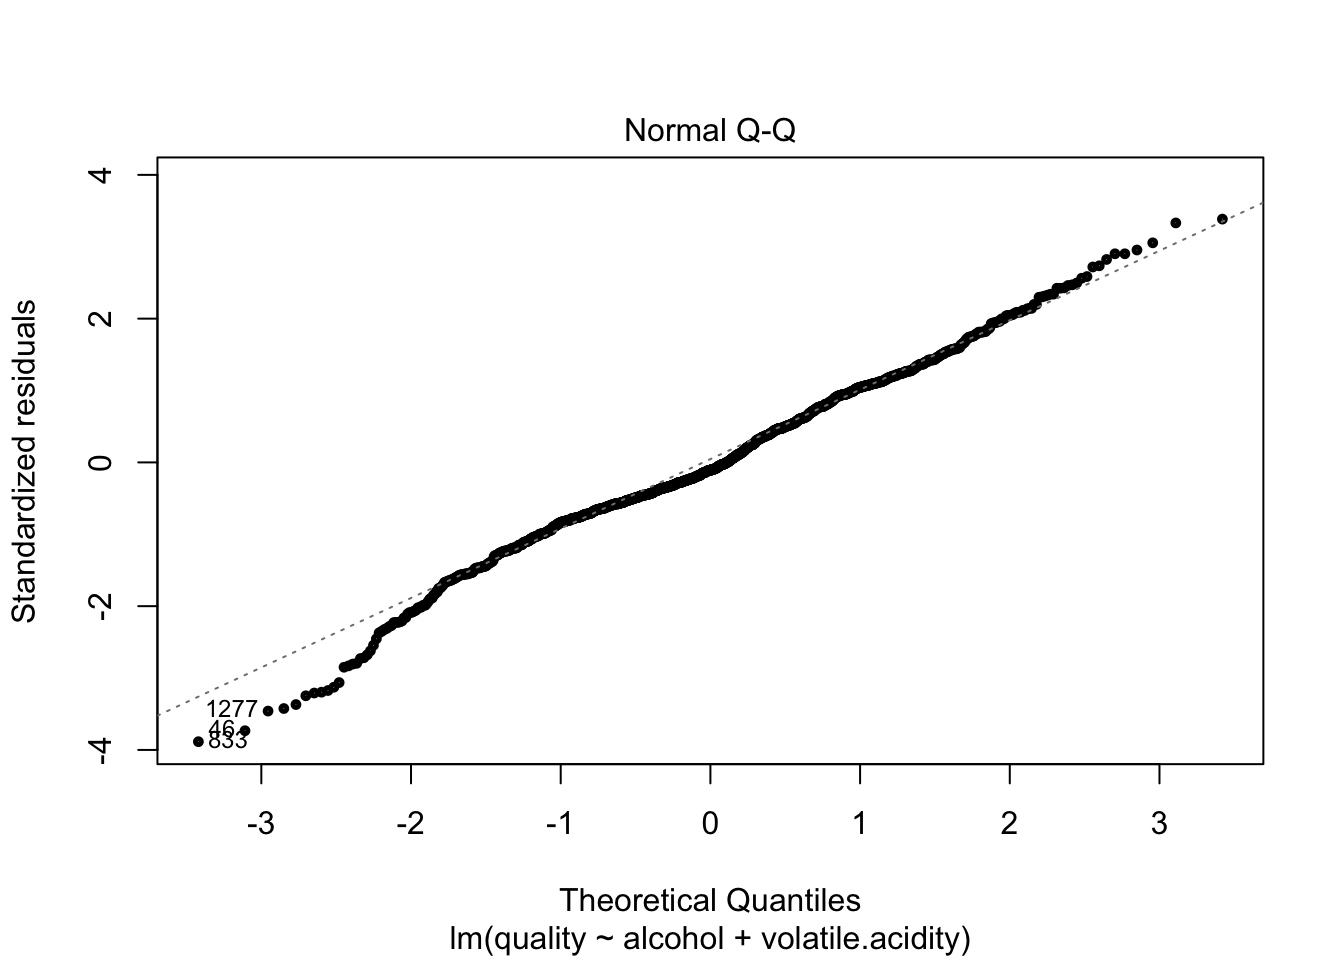 Normal Q-Q
Standardized residuals
4
2
0
-2
-4
1277
46
833
-3 -2 -1 0 1 2 3
Theoretical Quantiles
lm(quality ~ alcohol + volatile.acidity)